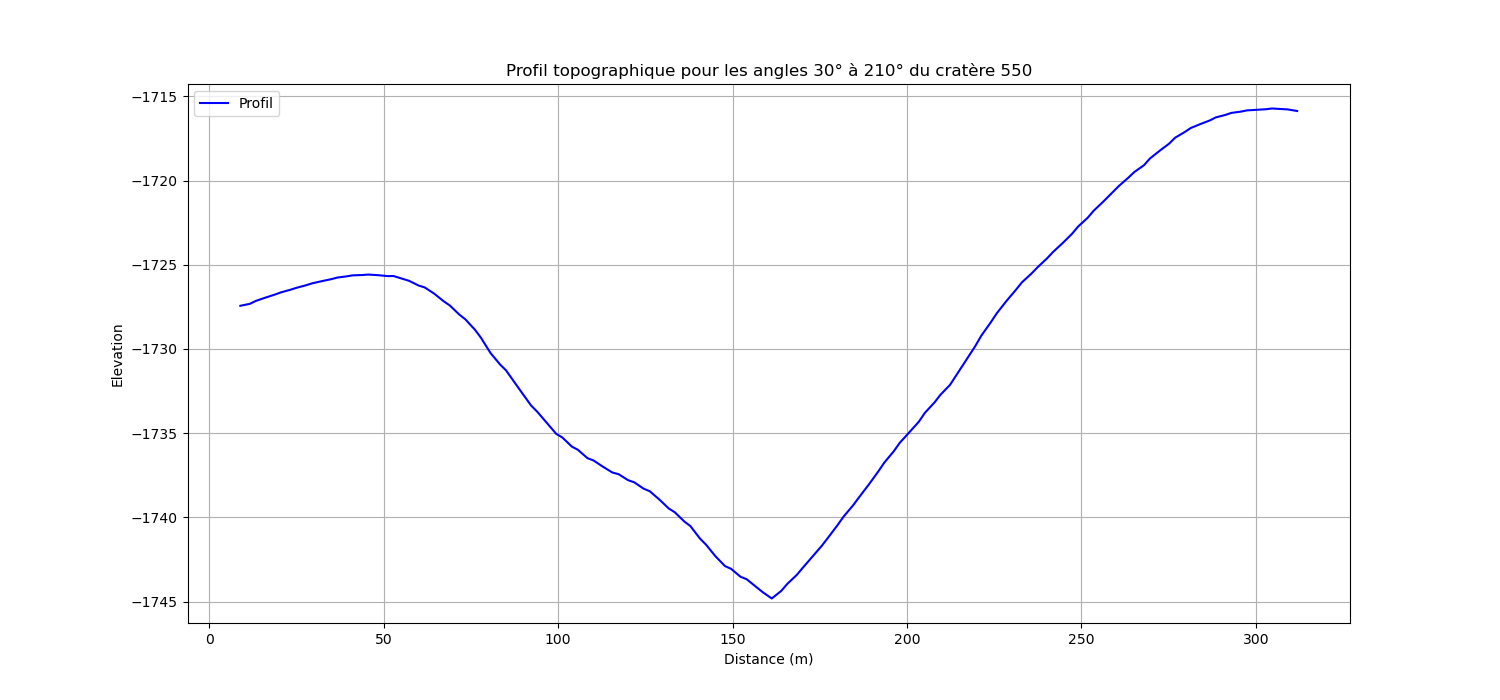 Profil topographique pour les angles 30° à 210° du cratère 550
Profil
−1715
−1720
−1725
−1730
−1735
−1740
−1745
Elevation
0 50 100 150 200 250 300
Distance (m)